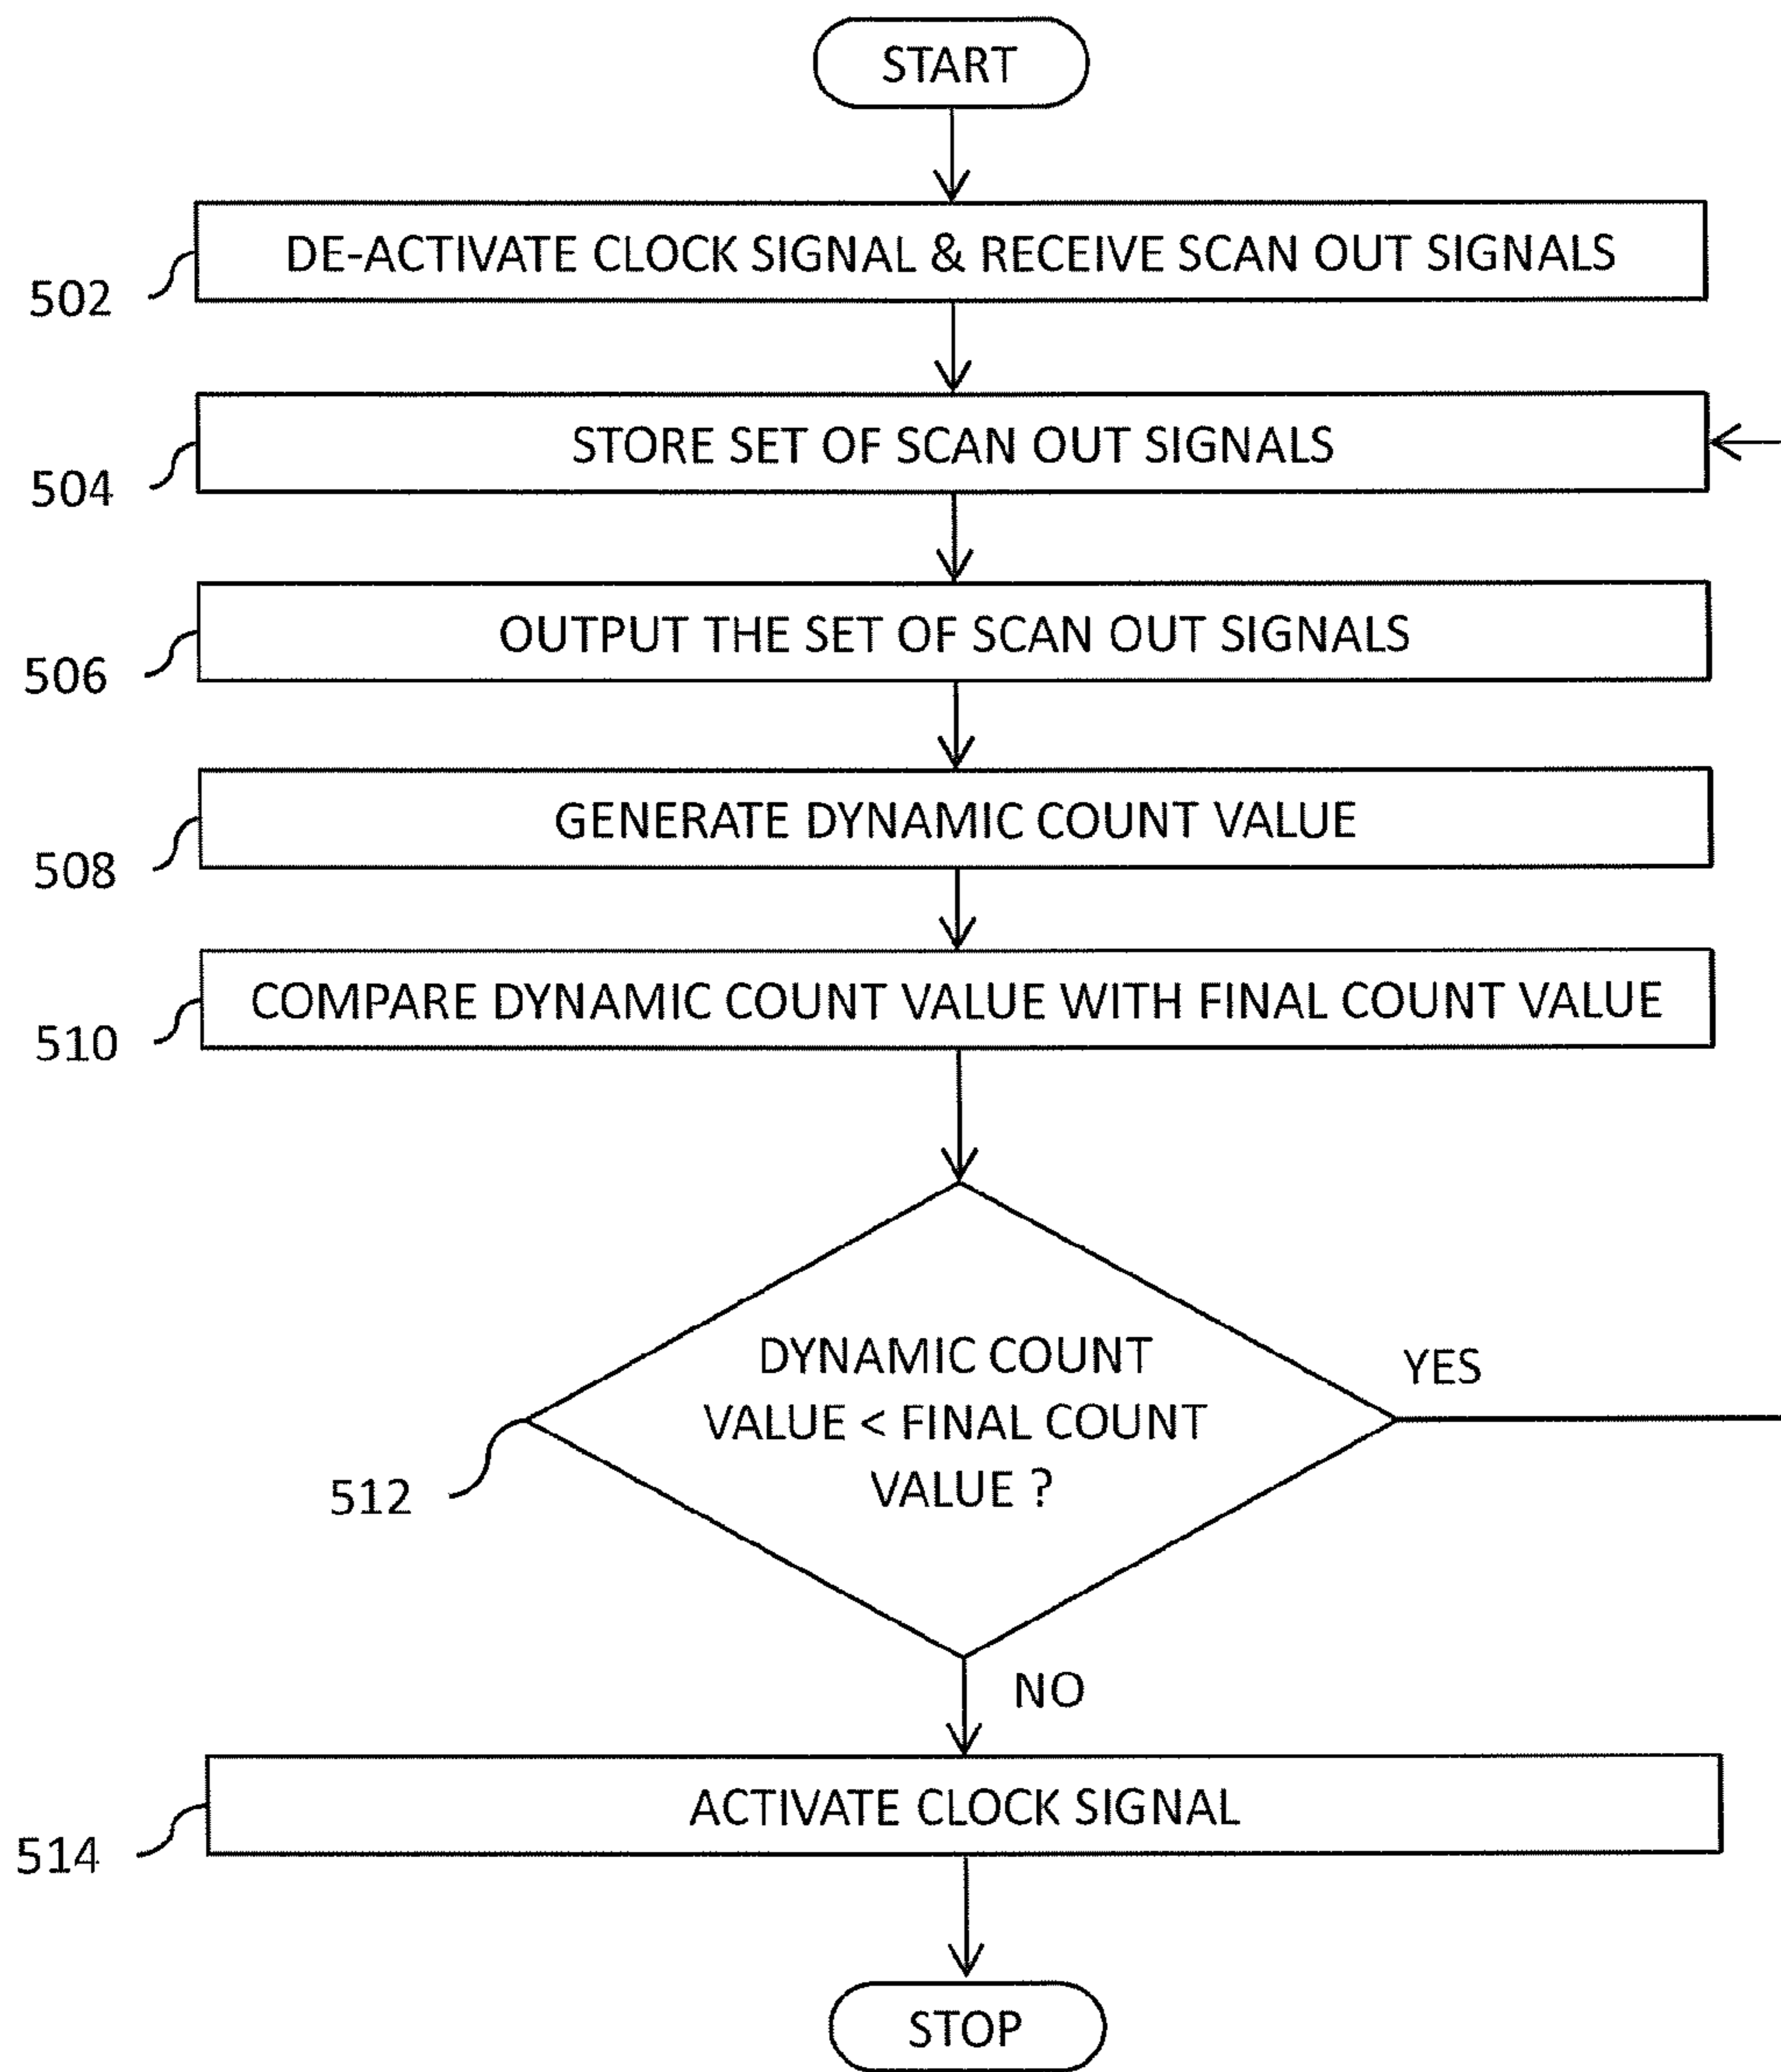 START
DE-ACTIVATE CLOCK SIGNAL & RECEIVE SCAN OUT SIGNALS
502
STORE SET OF SCAN OUT SIGNALS
504
OUTPUT THE SET OF SCAN OUT SIGNALS
506
GENERATE DYNAMIC COUNT VALUE
508
COMPARE DYNAMIC COUNT VALUE WITH FINAL COUNT VALUE
510
DYNAMIC COUNT
VALUE < FINAL COUNT
VALUE ?
YES
512
NO
ACTIVATE CLOCK SIGNAL
514
STOP